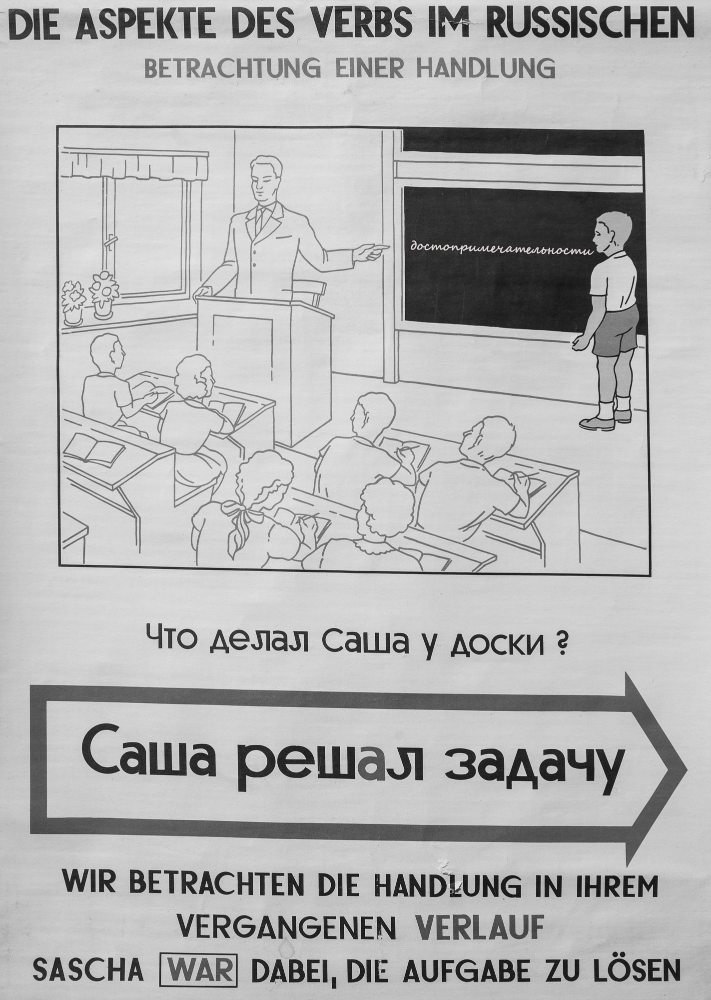 DIE ASPEKTE DES VERBS IM RUSSISCHEN
BETRACHTUNG EINER HANDLUNG
достопримечательности
Что делал Саша у доски ?
Саша решал задачу
WIR BETRACHTEN DIE HANDLUNG IN IHREM
VERGANGENEN VERLAUF
SASCHA WAR DABEI, DIE AUFGABE ZU LÖSEN